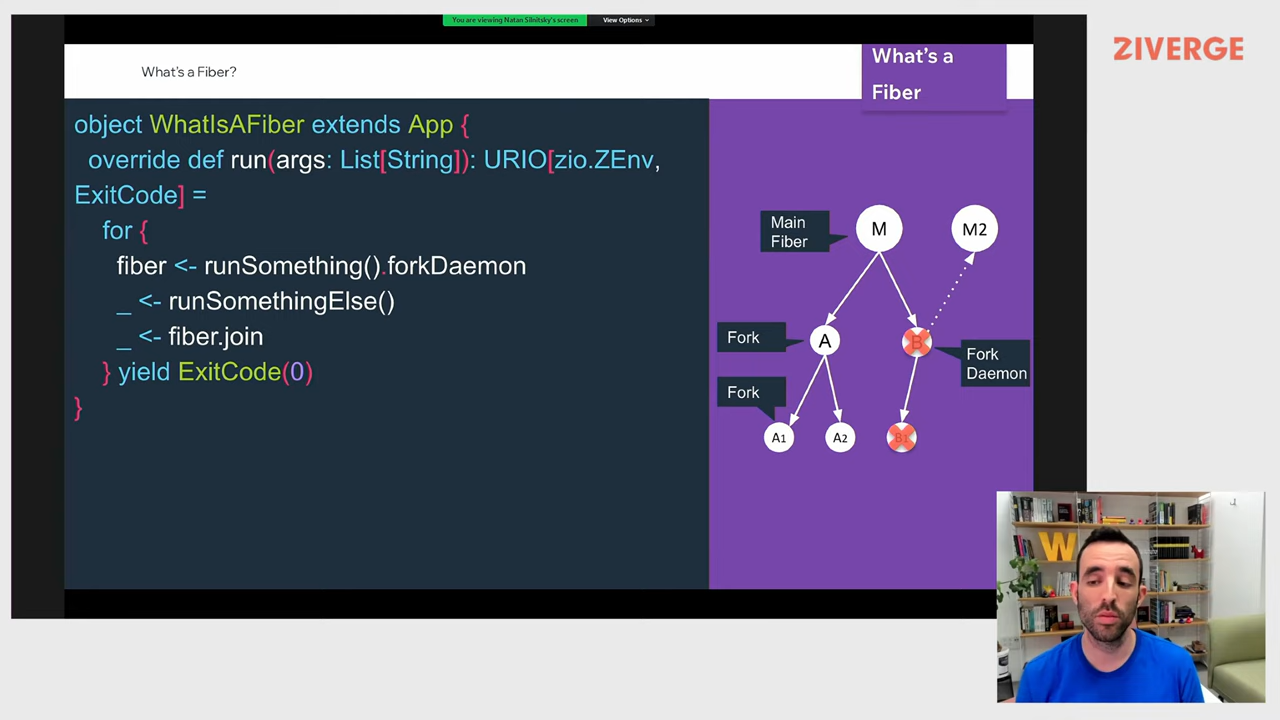 You are viewing Natan Silnitsky's screen
View Options
ZIVERGE
What's a Fiber?
What's a
Fiber
object WhatIsAFiber extends App {
override def run(args: List[String]): URIO[zio.ZEnv,
ExitCode] =
for {
fiber <- runSomething().forkDaemon
_ <- runSomethingElse()
_ <- fiber.join
} yield ExitCode(0)
}
Main
Fiber
M
M2
Fork
A
B
Fork
Daemon
Fork
A1
A2
B1
W